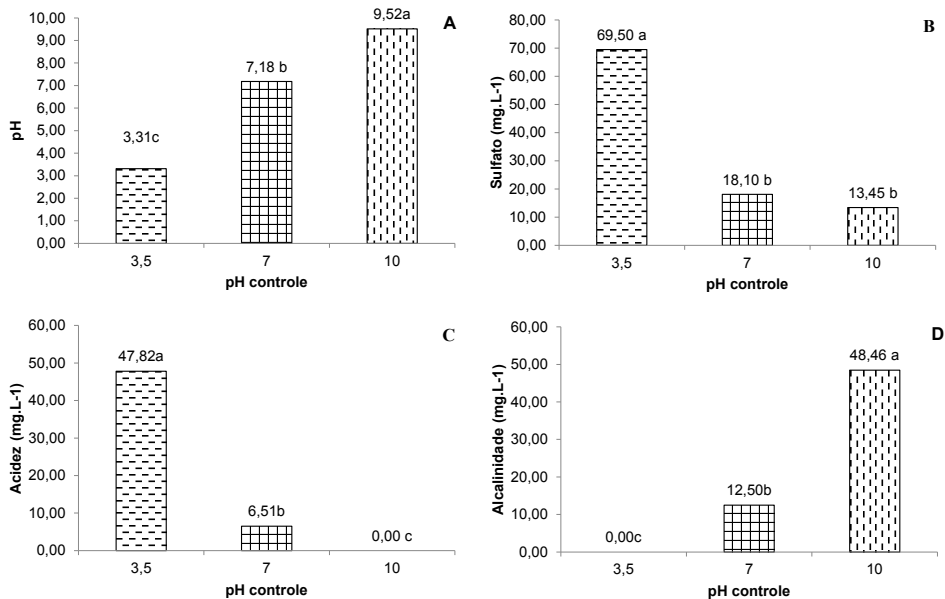 A
pH
10,00
9,00
8,00
7,00
6,00
5,00
4,00
3,00
2,00
1,00
0,00
3,31c
7,18 b
9,52a
3,5
7
10
pH controle
B
Sulfato (mg.L-1)
80,00
70,00
60,00
50,00
40,00
30,00
20,00
10,00
0,00
69,50 a
18,10 b
13,45 b
3,5
7
10
pH controle
C
Acidez (mg.L-1)
60,00
50,00
40,00
30,00
20,00
10,00
0,00
47,82a
6,51b
0,00 c
3,5
7
10
pH controle
D
Alcalinidade (mg.L-1)
60,00
50,00
40,00
30,00
20,00
10,00
0,00
0,00c
12,50b
48,46 a
3,5
7
10
pH controle